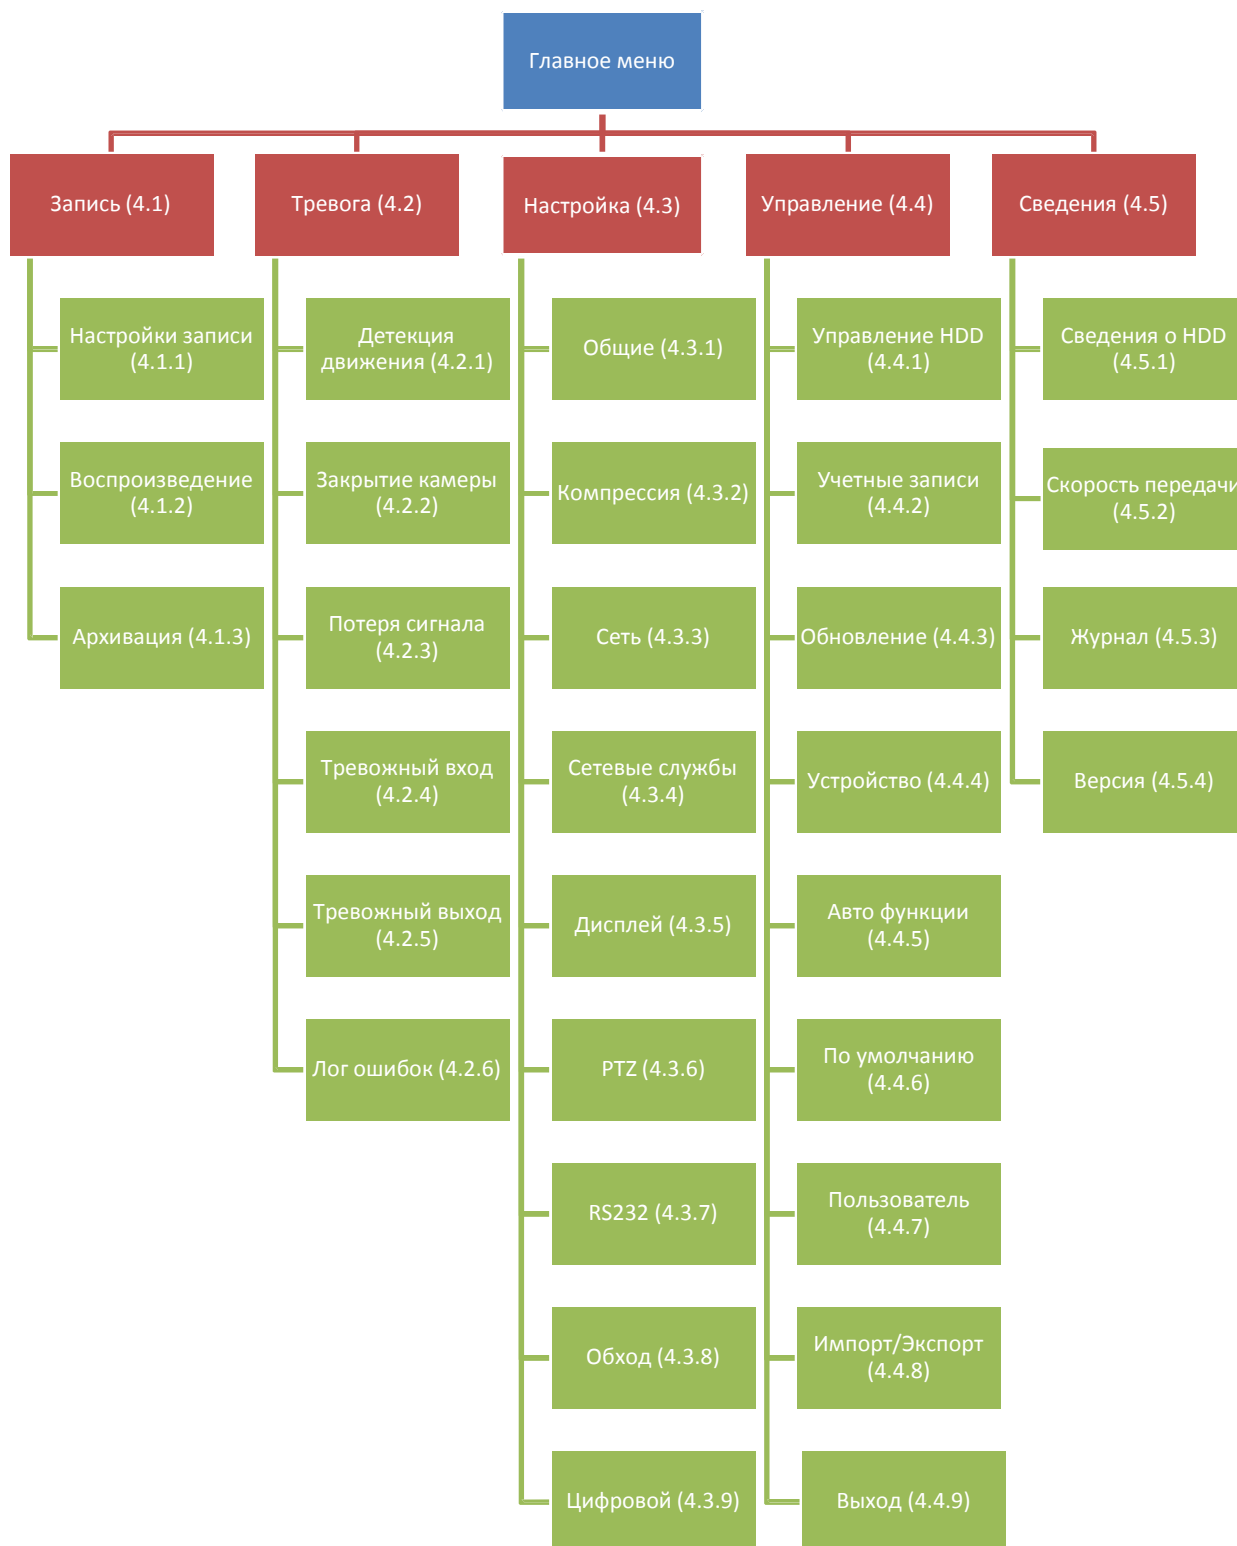 Главное меню
Запись (4.1)
Настройки записи
(4.1.1)
Воспроизведение
(4.1.2)
Архивация (4.1.3)
Тревога (4.2)
Детекция
движения (4.2.1)
Закрытие камеры
(4.2.2)
Потеря сигнала
(4.2.3)
Тревожный вход
(4.2.4)
Тревожный выход
(4.2.5)
Лог ошибок (4.2.6)
Настройка (4.3)
Общие (4.3.1)
Компрессия (4.3.2)
Сеть (4.3.3)
Сетевые службы
(4.3.4)
Дисплей (4.3.5)
PTZ (4.3.6)
RS232 (4.3.7)
Обход (4.3.8)
Цифровой (4.3.9)
Управление (4.4)
Управление HDD
(4.4.1)
Учетные записи
(4.4.2)
Обновление (4.4.3)
Устройство (4.4.4)
Авто функции
(4.4.5)
По умолчанию
(4.4.6)
Пользователь
(4.4.7)
Импорт/Экспорт
(4.4.8)
Выход (4.4.9)
Сведения (4.5)
Сведения о HDD
(4.5.1)
Скорость передачи
(4.5.2)
Журнал (4.5.3)
Версия (4.5.4)